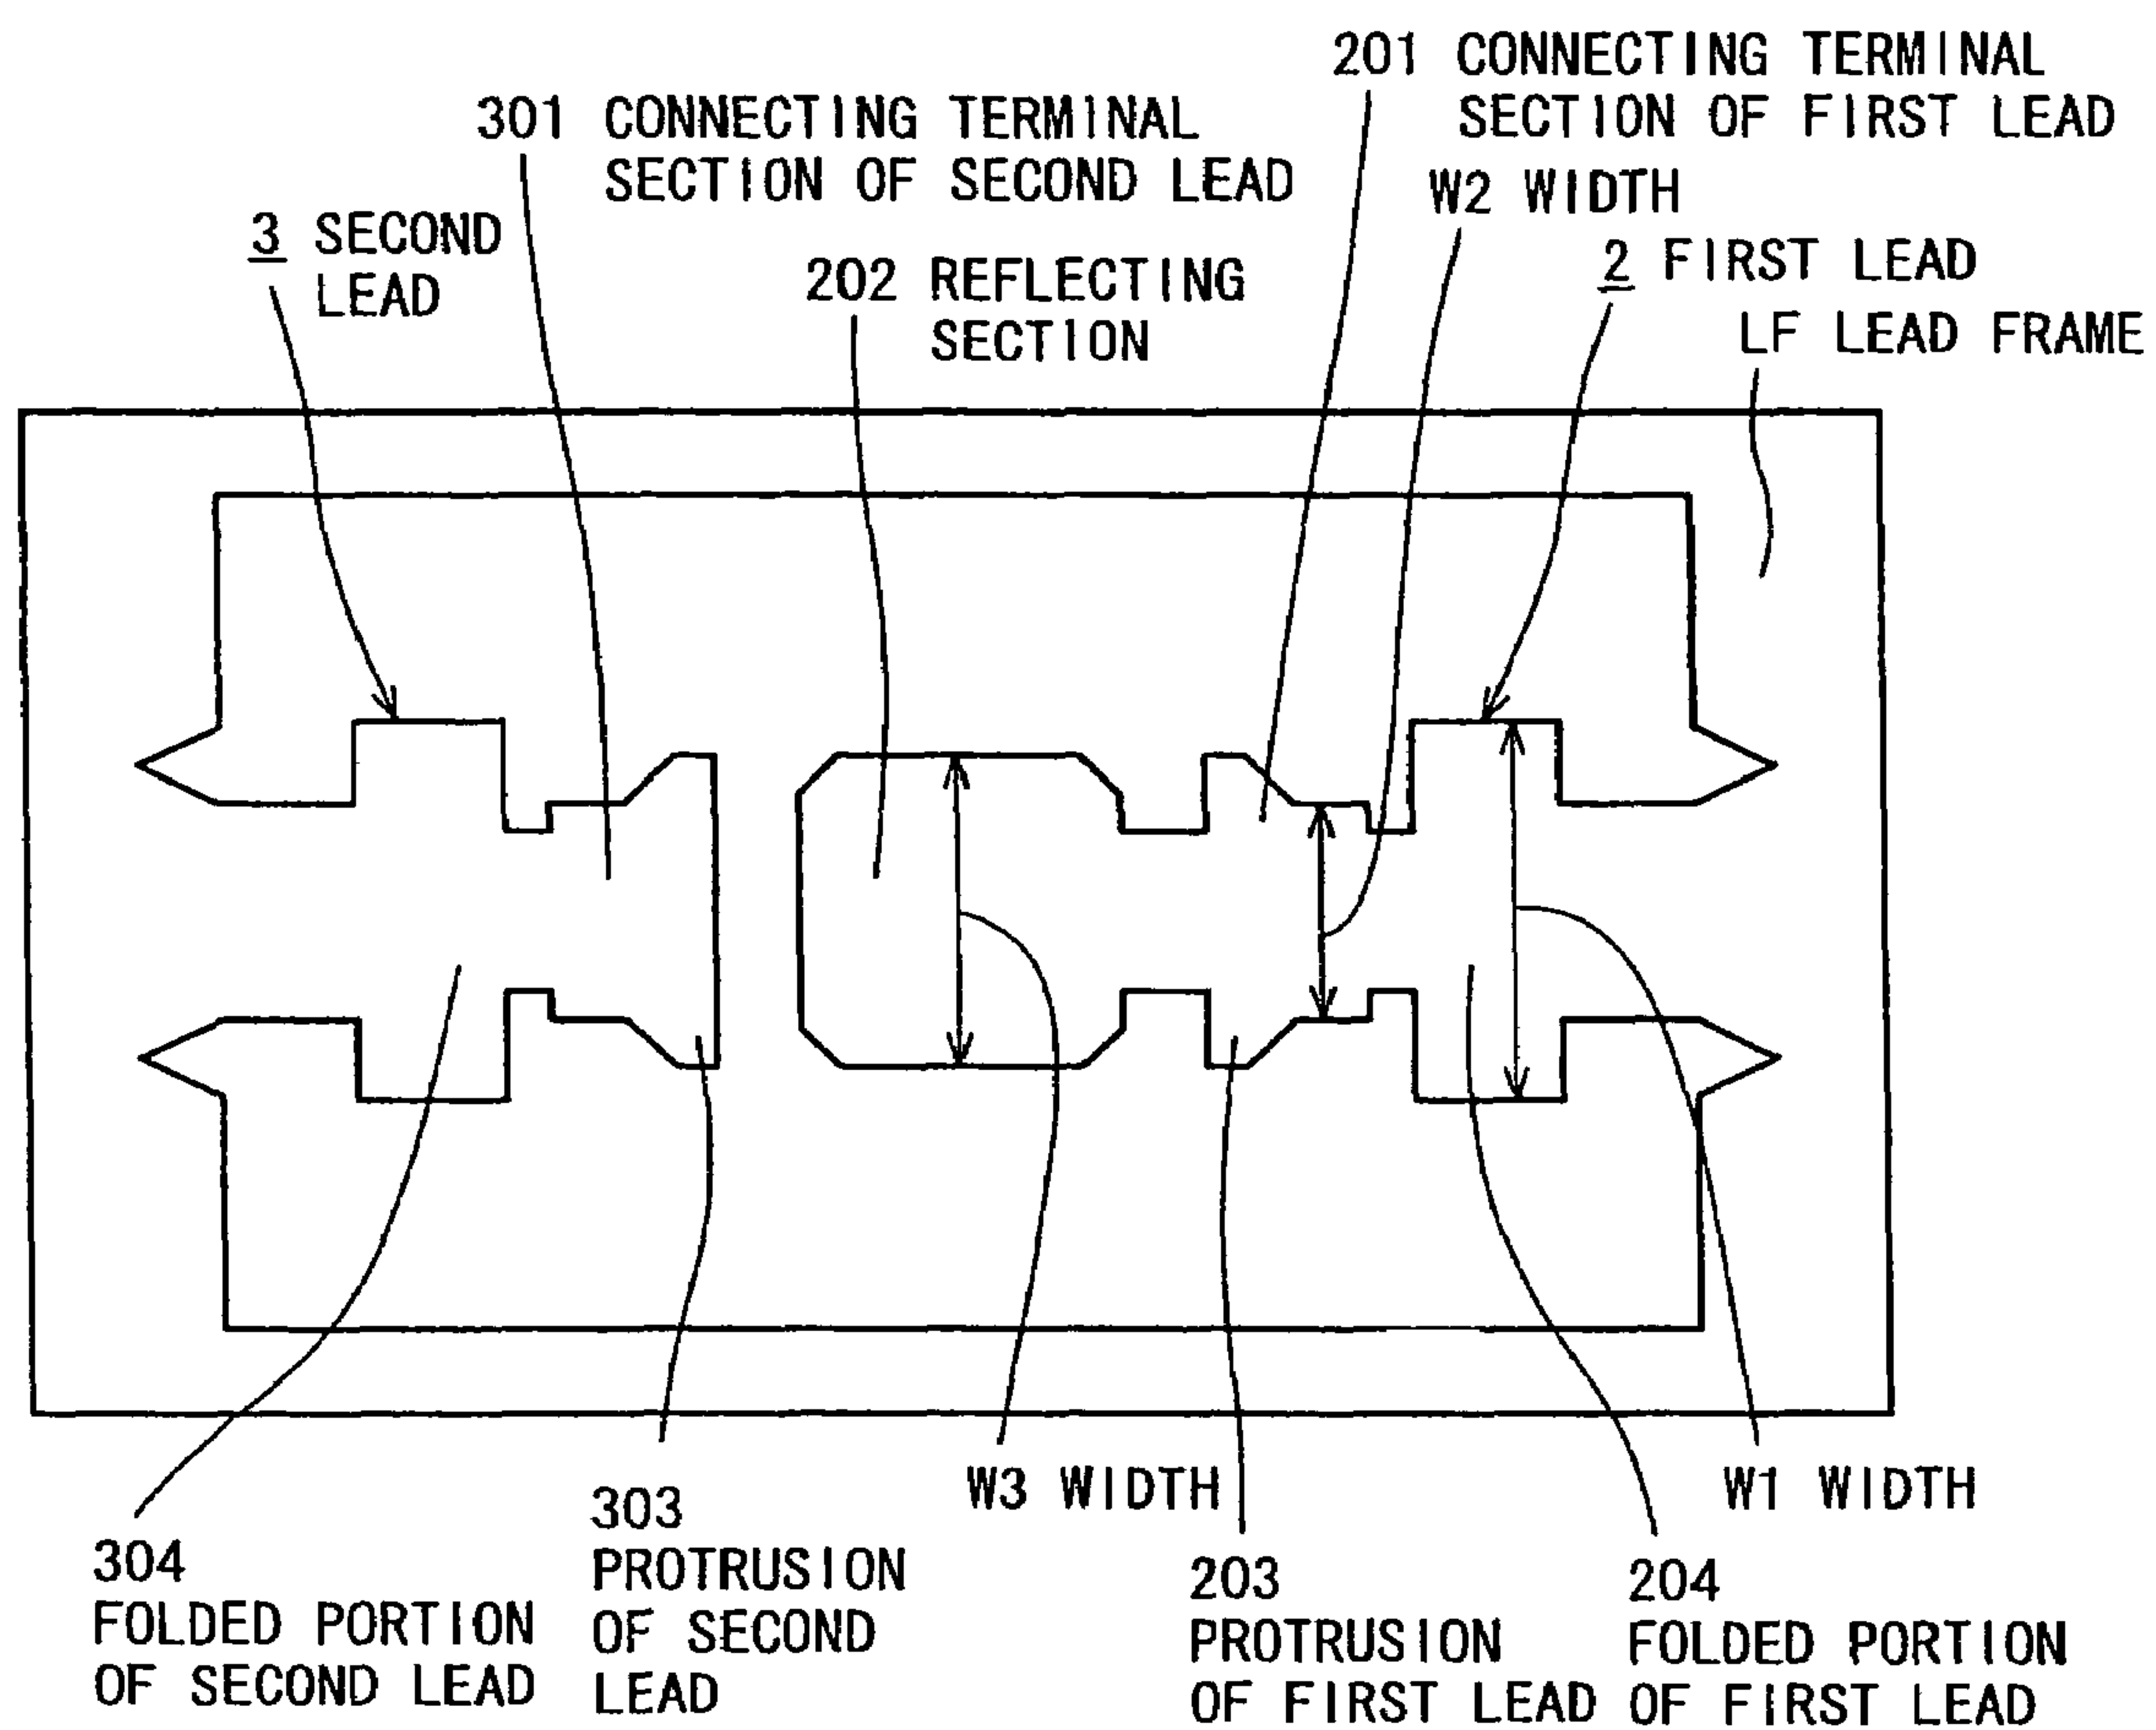 201 CONNECTING TERMINAL
SECTION OF FIRST LEAD
301 CONNECTING TERMINAL
SECTION OF SECOND LEAD
W2 WIDTH
3 SECOND
LEAD
202 REFLECTING
SECTION
2 FIRST LEAD
LF LEAD FRAME
W3 WIDTH
W1 WIDTH
303
PROTRUSION
OF SECOND
LEAD
304
FOLDED PORTION
OF SECOND LEAD
203
PROTRUSION
OF FIRST LEAD
204
FOLDED PORTION
OF FIRST LEAD